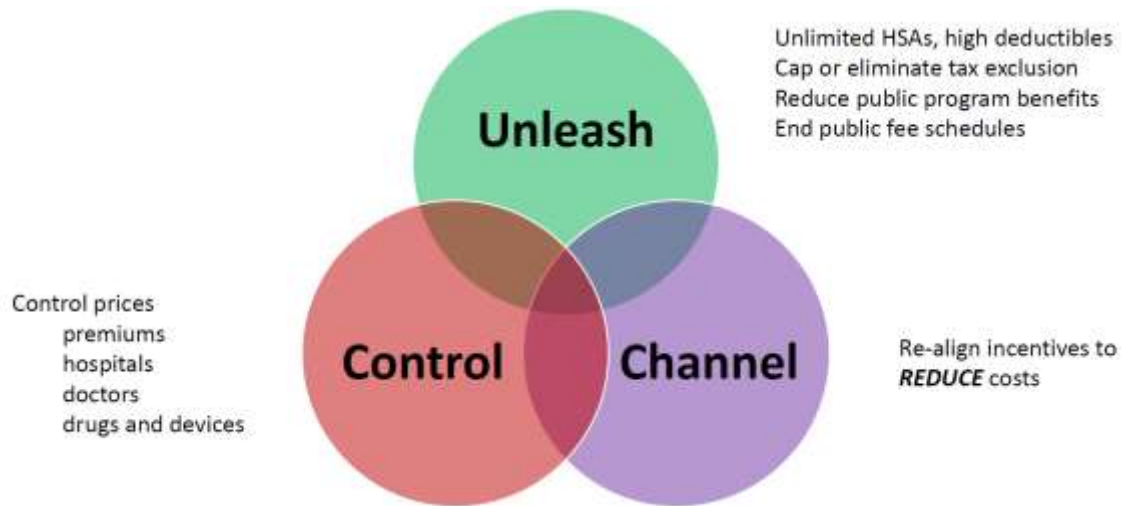 Unleash
Unlimited HSAs, high deductibles
Cap or eliminate tax exclusion
Reduce public program benefits
End public fee schedules
Control prices
premiums
hospitals
doctors
drugs and devices
Control
Channel
Re-align incentives to
REDUCE costs